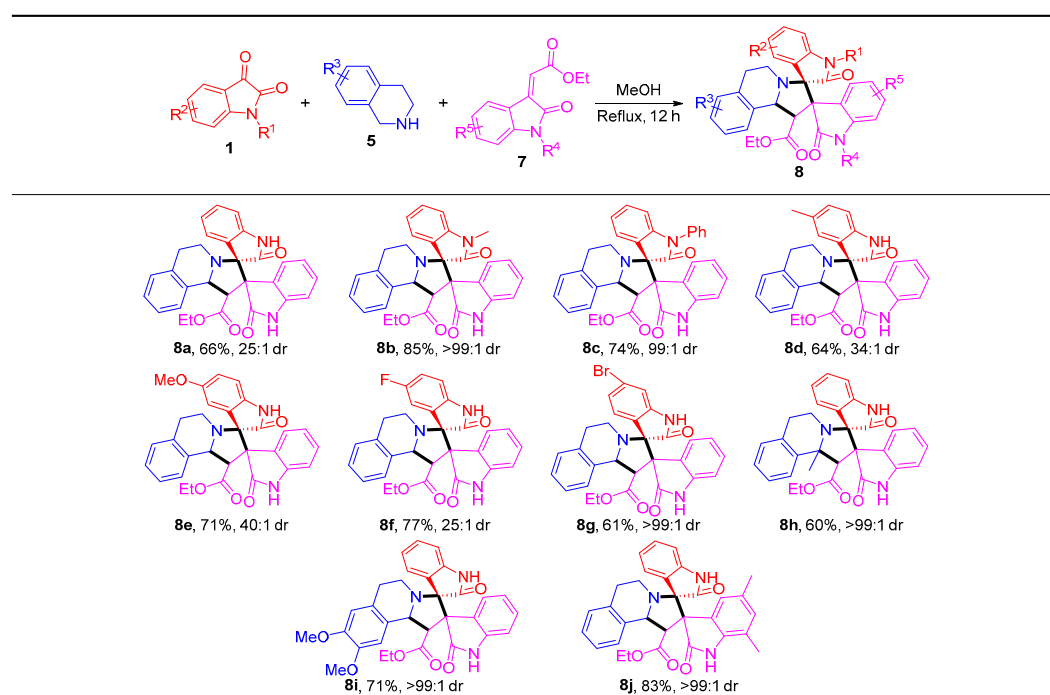 R²
O
O
N
R¹
1
+
R³
NH
5
+
O
EtO
O
R⁵
N
R⁴
7
MeOH
Reflux, 12 h
R²
N
R¹
O
R⁵
N
R³
EtO
O
O
N
R⁴
8
NH
O
N
EtO
O
O
N
H
8a, 66%, 25:1 dr
N
O
N
EtO
O
O
N
H
8b, 85%, >99:1 dr
N
Ph
O
N
EtO
O
O
N
H
8c, 74%, 99:1 dr
NH
O
N
EtO
O
O
N
H
8d, 64%, 34:1 dr
MeO
NH
O
N
EtO
O
O
N
H
8e, 71%, 40:1 dr
F
NH
O
N
EtO
O
O
N
H
8f, 77%, 25:1 dr
Br
NH
O
N
EtO
O
O
N
H
8g, 61%, >99:1 dr
NH
O
N
EtO
O
O
N
H
8h, 60%, >99:1 dr
NH
O
N
MeO
MeO
EtO
O
O
N
H
8i, 71%, >99:1 dr
NH
O
N
EtO
O
O
N
H
8j, 83%, >99:1 dr